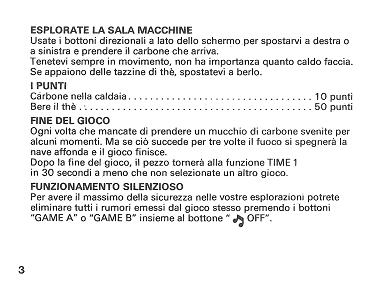 ESPLORATE LA SALA MACCHINE
Usate i bottoni direzionali a lato dello schermo per spostarvi a destra o
a sinistra e prendere il carbone che arriva.
Tenetevi sempre in movimento, non ha importanza quanto caldo faccia.
Se appaiono delle tazzine di thè, spostatevi a berlo.
I PUNTI
Carbone nella caldaia................................ 10 punti
Bere il thè ......................................... 50 punti
FINE DEL GIOCO
Ogni volta che mancate di prendere un mucchio di carbone svenite per
alcuni momenti. Ma se ciò succede per tre volte il fuoco si spegnerà la
nave affonda e il gioco finisce.
Dopo la fine del gioco, il pezzo tornerà alla funzione TIME 1
in 30 secondi a meno che non selezionate un altro gioco.
FUNZIONAMENTO SILENZIOSO
Per avere il massimo della sicurezza nelle vostre esplorazioni potrete
eliminare tutti i rumori emessi dal gioco stesso premendo i bottoni
“GAME A” o “GAME B” insieme al bottone “ OFF”.
3